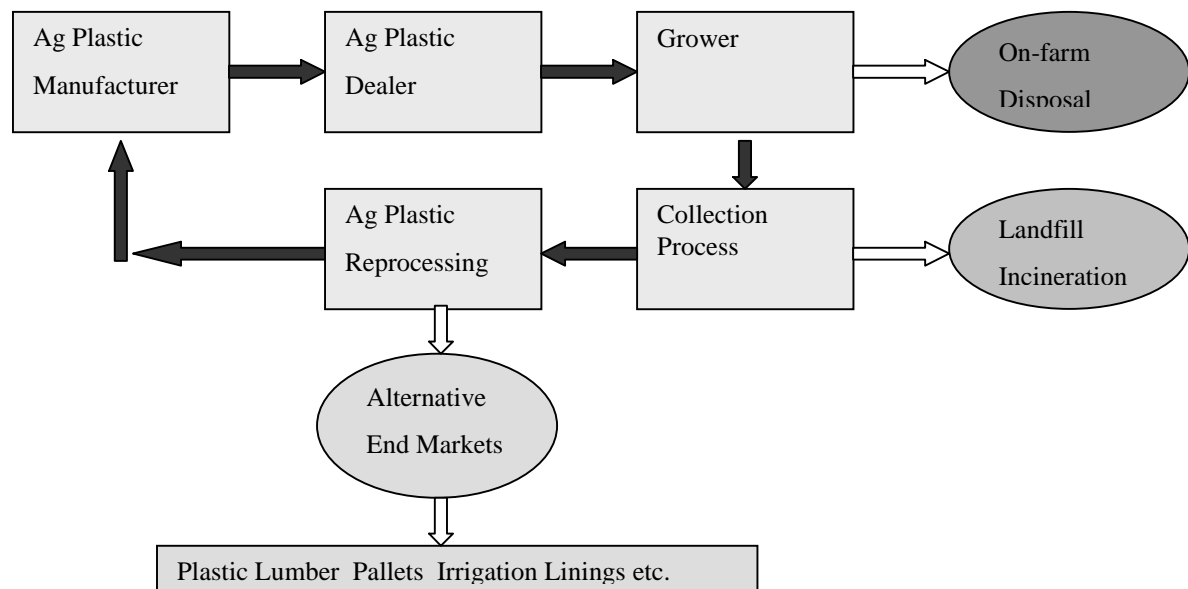 Ag Plastic
Manufacturer
Ag Plastic
Dealer
Grower
On-farm
Disposal
Ag Plastic
Reprocessing
Collection
Process
Landfill
Incineration
Alternative
End Markets
Plastic Lumber  Pallets  Irrigation Linings etc.